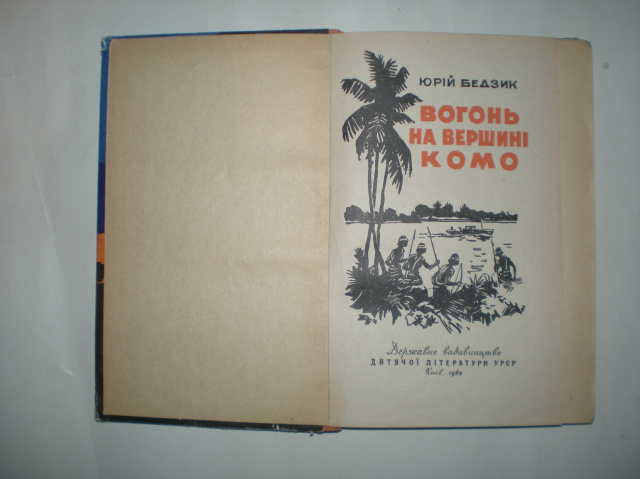 ЮРІЙ БЕДЗИК
ВОГОНЬ
НА ВЕРШИНІ
КОМО
Державне видавництво
ДИТЯЧОЇ ЛІТЕРАТУРИ УРСР
Київ 1960